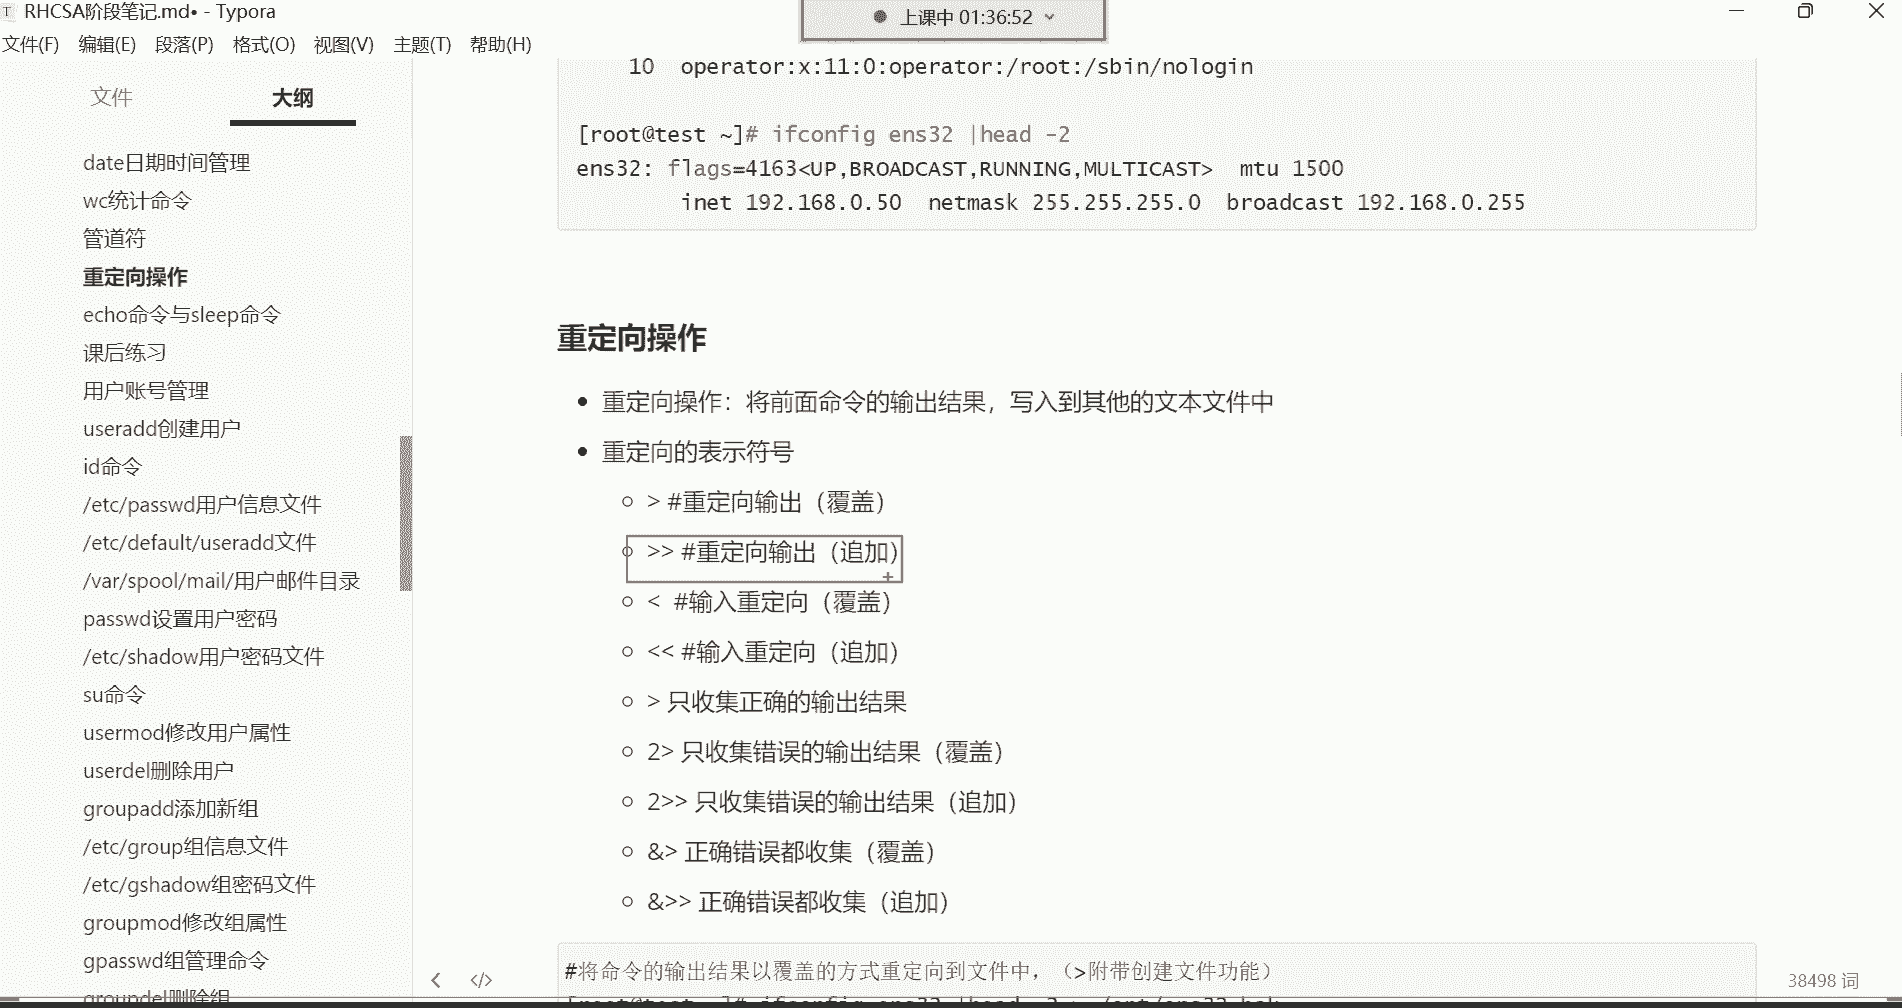 RHCSA阶段笔记.md• - Typora
上课中 01:36:52
文件(F) 编辑(E) 段落(P) 格式(O) 视图(V) 主题(T) 帮助(H)
文件 大纲
date日期时间管理
wc统计命令
管道符
重定向操作
echo命令与sleep命令
课后练习
用户账号管理
useradd创建用户
id命令
/etc/passwd用户信息文件
/etc/default/useradd文件
/var/spool/mail/用户邮件目录
passwd设置用户密码
/etc/shadow用户密码文件
su命令
usermod修改用户属性
userdel删除用户
groupadd添加新组
/etc/group组信息文件
/etc/gshadow组密码文件
groupmod修改组属性
gpasswd组管理命令
groupdel删除组
10 operator:x:11:0:operator:/root:/sbin/nologin
[root@test ~]# ifconfig ens32 |head -2
ens32: flags=4163<UP,BROADCAST,RUNNING,MULTICAST> mtu 1500
inet 192.168.0.50 netmask 255.255.255.0 broadcast 192.168.0.255
重定向操作
重定向操作：将前面命令的输出结果，写入到其他的文本文件中
重定向的表示符号
> #重定向输出（覆盖）
>> #重定向输出（追加）
< #输入重定向（覆盖）
<< #输入重定向（追加）
> 只收集正确的输出结果
2> 只收集错误的输出结果（覆盖）
2>> 只收集错误的输出结果（追加）
&> 正确错误都收集（覆盖）
&>> 正确错误都收集（追加）
#将命令的输出结果以覆盖的方式重定向到文件中，（>附带创建文件功能）
[root@test ~]# ifconfig ens32 |head -2 > /opt/ens32.bak
38498 词